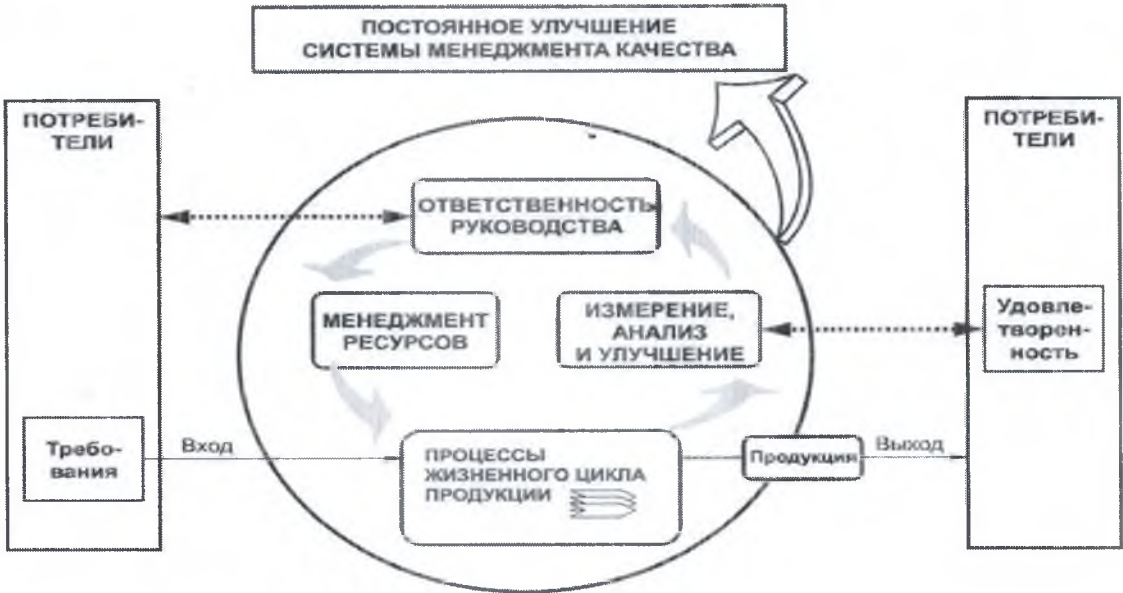 ПОСТОЯННОЕ УЛУЧШЕНИЕ
СИСТЕМЫ МЕНЕДЖМЕНТА КАЧЕСТВА
ПОТРЕБИ-
ТЕЛИ
ПОТРЕБИ-
ТЕЛИ
ОТВЕТСТВЕННОСТЬ
РУКОВОДСТВА
МЕНЕДЖМЕНТ
РЕСУРСОВ
ИЗМЕРЕНИЕ,
АНАЛИЗ
И УЛУЧШЕНИЕ
Удовле-
творен-
ность
Требо-
вания
Вход
ПРОЦЕССЫ
ЖИЗНЕННОГО ЦИКЛА
ПРОДУКЦИИ
Продукция
Выход